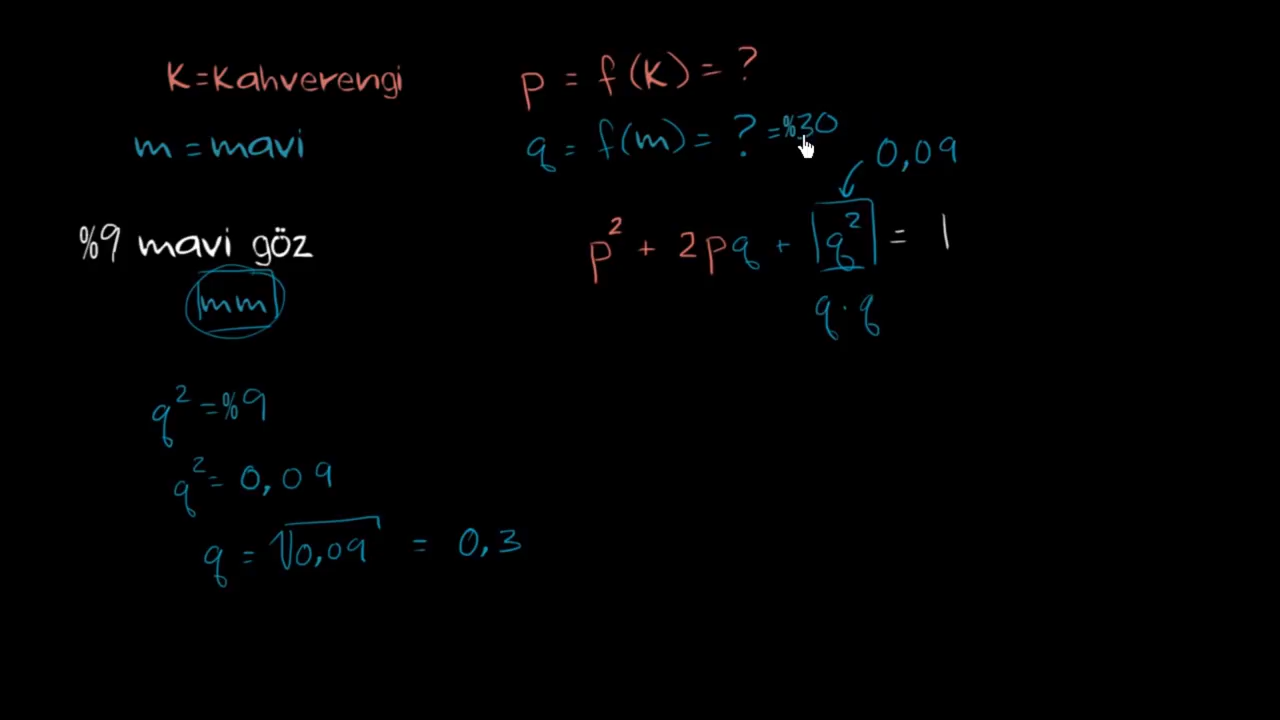 K=Kahverengi
p = f(K) = ?
m = mavi
q = f(m) = ? = %30
0,09
%9 mavi göz
p² + 2pq + q² = 1
mm
q · q
q² = %9
q² = 0,09
q = √0,09 = 0,3